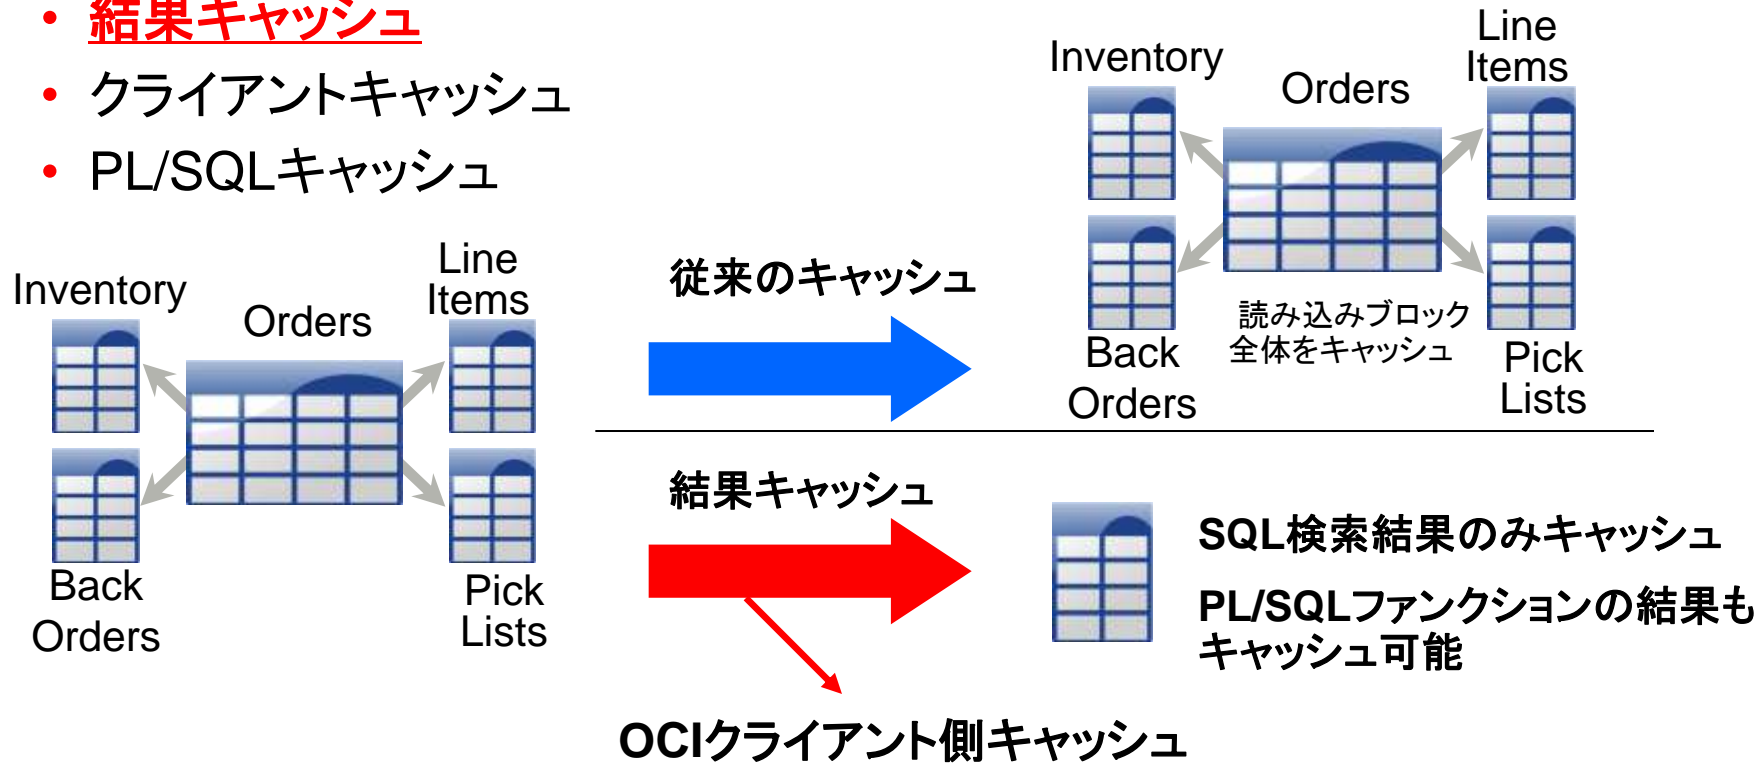 • 結果キャッシュ
• クライアントキャッシュ
• PL/SQLキャッシュ
Inventory
Orders
Line
Items
Back
Orders
Pick
Lists
従来のキャッシュ
Inventory
Orders
Line
Items
読み込みブロック
全体をキャッシュ
Back
Orders
Pick
Lists
結果キャッシュ
SQL検索結果のみキャッシュ
PL/SQLファンクションの結果も
キャッシュ可能
OCIクライアント側キャッシュ